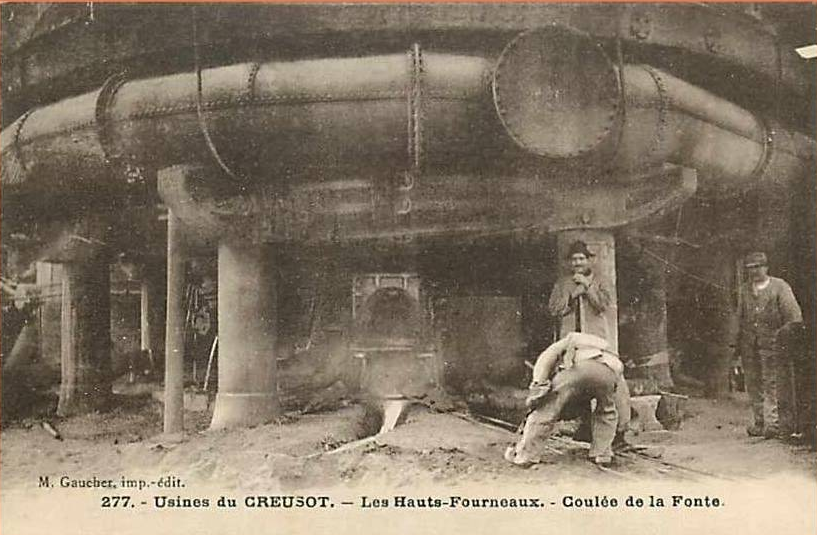 M. Gaucher, imp.-édit.
277. - Usines du CREUSOT. — Les Hauts-Fourneaux. - Coulée de la Fonte.